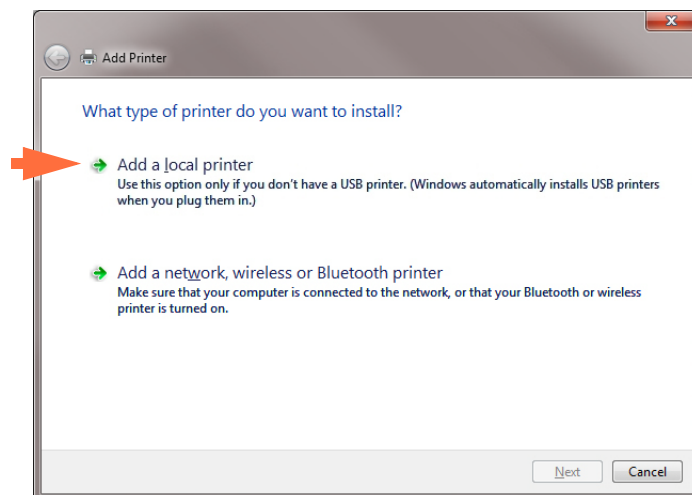 Add Printer
What type of printer do you want to install?
Add a local printer
Use this option only if you don't have a USB printer. (Windows automatically installs USB printers
when you plug them in.)
Add a network, wireless or Bluetooth printer
Make sure that your computer is connected to the network, or that your Bluetooth or wireless
printer is turned on.
Next Cancel